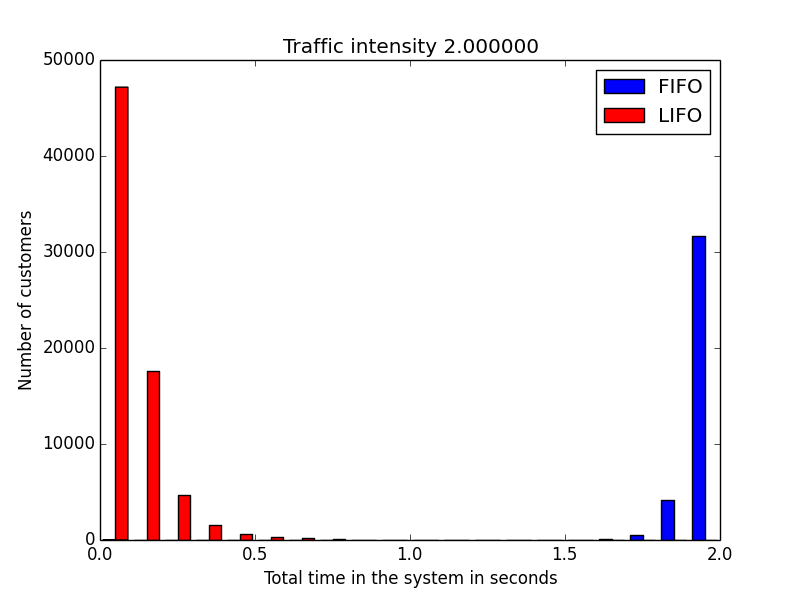 Traffic intensity 2.000000
FIFO
LIFO
50000
40000
30000
20000
10000
0
Number of customers
0.0 0.5 1.0 1.5 2.0
Total time in the system in seconds